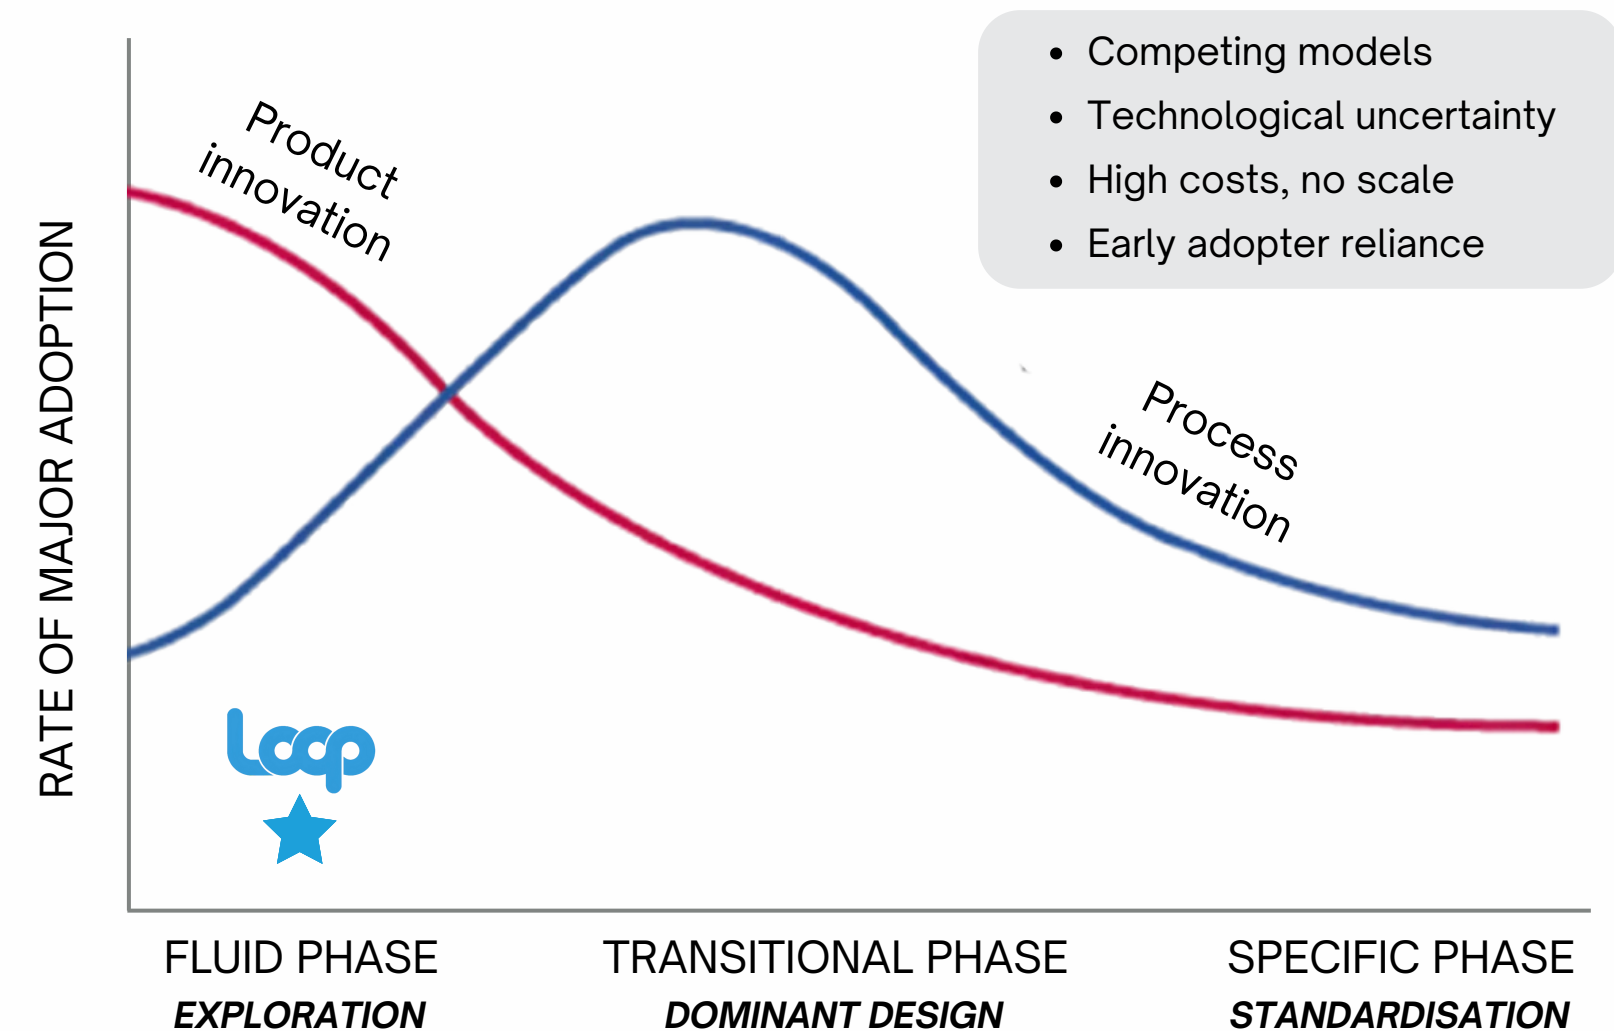 Competing models
Technological uncertainty
High costs, no scale
Early adopter reliance
Product
innovation
Process
innovation
RATE OF MAJOR ADOPTION
Loop
FLUID PHASE
EXPLORATION
TRANSITIONAL PHASE
DOMINANT DESIGN
SPECIFIC PHASE
STANDARDISATION